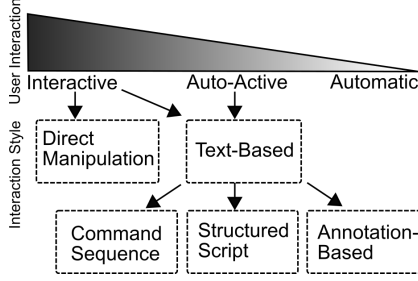 User Interaction
Interactive
Auto-Active
Automatic
Interaction Style
Direct
Manipulation
Text-Based
Command
Sequence
Structured
Script
Annotation-
Based